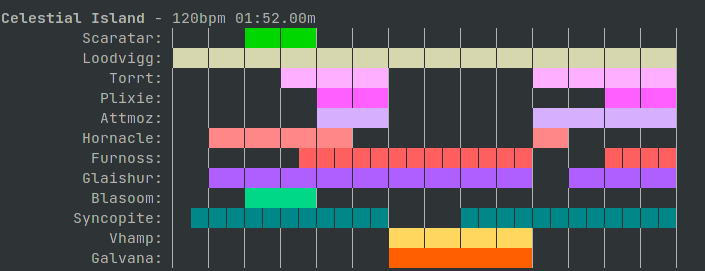 Celestial Island - 120bpm 01:52.00m
Scaratar:
Loodvigg:
Torrt:
Plixie:
Attmoz:
Hornacle:
Furnoss:
Glaishur:
Blasoom:
Syncopite:
Vhamp:
Galvana: